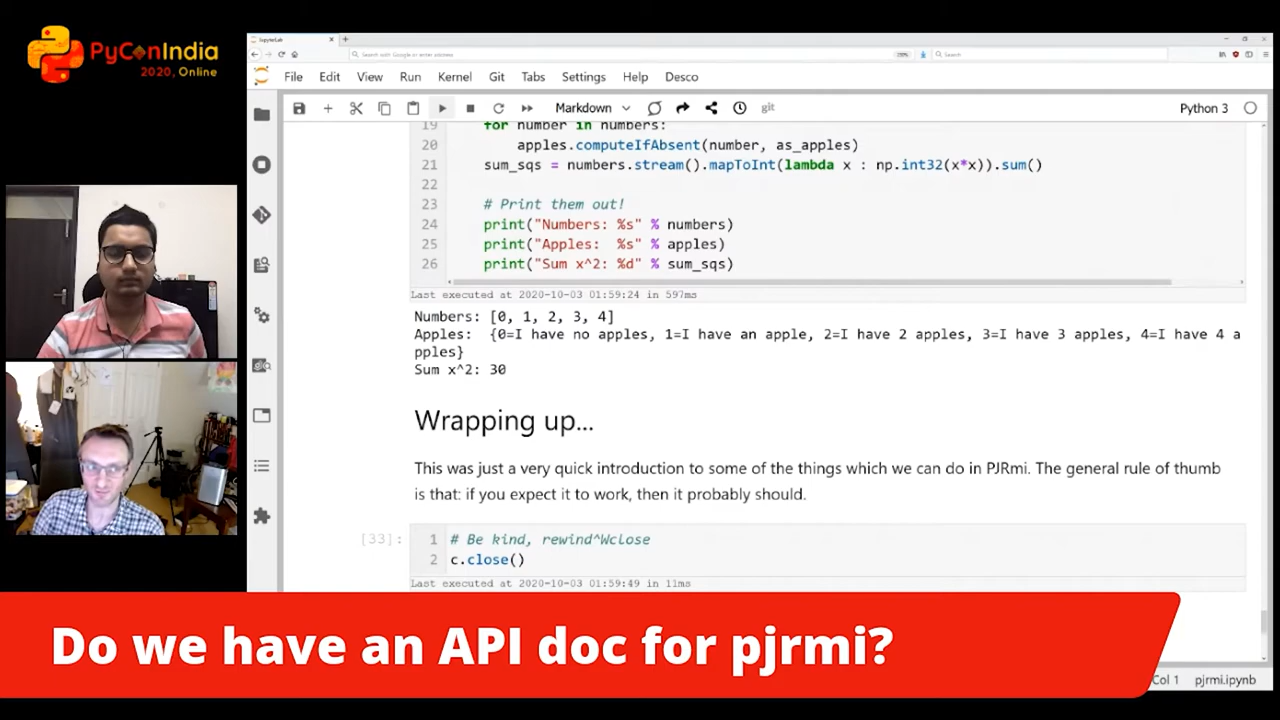 PyConIndia
2020, Online
JupyterLab
Search with Google or enter address
Search
File Edit View Run Kernel Git Tabs Settings Help Desco
Markdown git Python 3
19 for number in numbers:
20 apples.computeIfAbsent(number, as_apples)
21 sum_sqs = numbers.stream().mapToInt(lambda x : np.int32(x*x)).sum()
22
23 # Print them out!
24 print("Numbers: %s" % numbers)
25 print("Apples:  %s" % apples)
26 print("Sum x^2: %d" % sum_sqs)
Last executed at 2020-10-03 01:59:24 in 597ms
Numbers: [0, 1, 2, 3, 4]
Apples:  {0=I have no apples, 1=I have an apple, 2=I have 2 apples, 3=I have 3 apples, 4=I have 4 a
pples}
Sum x^2: 30
Wrapping up...
This was just a very quick introduction to some of the things which we can do in PJRmi. The general rule of thumb
is that: if you expect it to work, then it probably should.
[33]: 1 # Be kind, rewind^Wclose
2 c.close()
Last executed at 2020-10-03 01:59:49 in 11ms
Do we have an API doc for pjrmi?
Col 1 pjrmi.ipynb